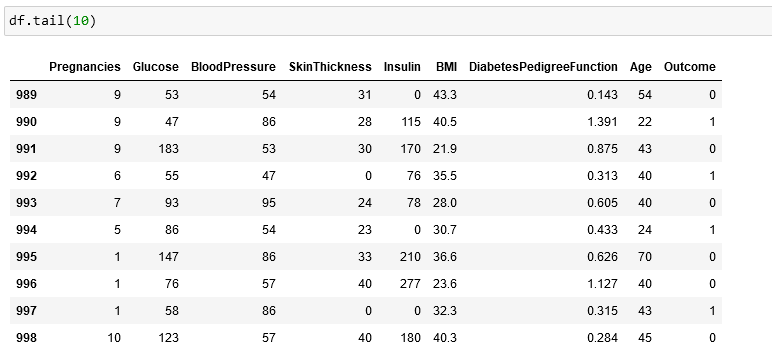 df.tail(10)
Pregnancies Glucose BloodPressure SkinThickness Insulin BMI DiabetesPedigreeFunction Age Outcome
989 9 53 54 31 0 43.3 0.143 54 0
990 9 47 86 28 115 40.5 1.391 22 1
991 9 183 53 30 170 21.9 0.875 43 0
992 6 55 47 0 76 35.5 0.313 40 1
993 7 93 95 24 78 28.0 0.605 40 0
994 5 86 54 23 0 30.7 0.433 24 1
995 1 147 86 33 210 36.6 0.626 70 0
996 1 76 57 40 277 23.6 1.127 40 0
997 1 58 86 0 0 32.3 0.315 43 1
998 10 123 57 40 180 40.3 0.284 45 0